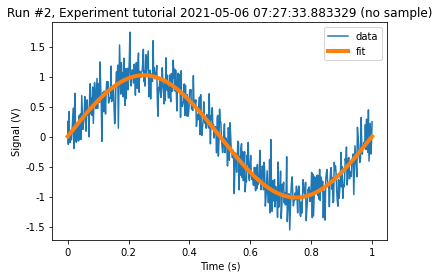 Run #2, Experiment tutorial 2021-05-06 07:27:33.883329 (no sample)
data
fit
Signal (V)
1.5
1
0.5
0
-0.5
-1
-1.5
0
0.2
0.4
0.6
0.8
1
Time (s)